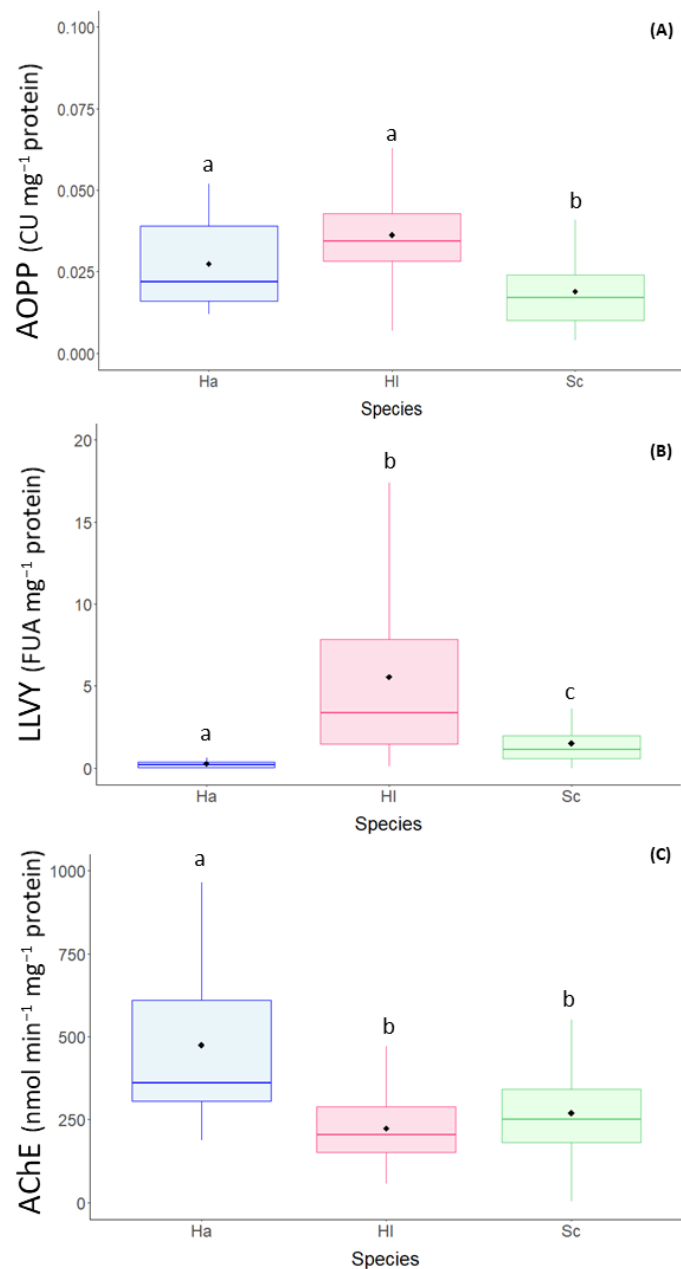 (A)
AOPP (CU mg⁻¹ protein)
0.100
0.075
0.050
0.025
0.000
a
a
b
Ha
Hl
Sc
Species
(B)
LLVY (FUA mg⁻¹ protein)
20
15
10
5
0
a
b
c
Ha
Hl
Sc
Species
(C)
AChE (nmol min⁻¹ mg⁻¹ protein)
1000
750
500
250
0
a
b
b
Ha
Hl
Sc
Species